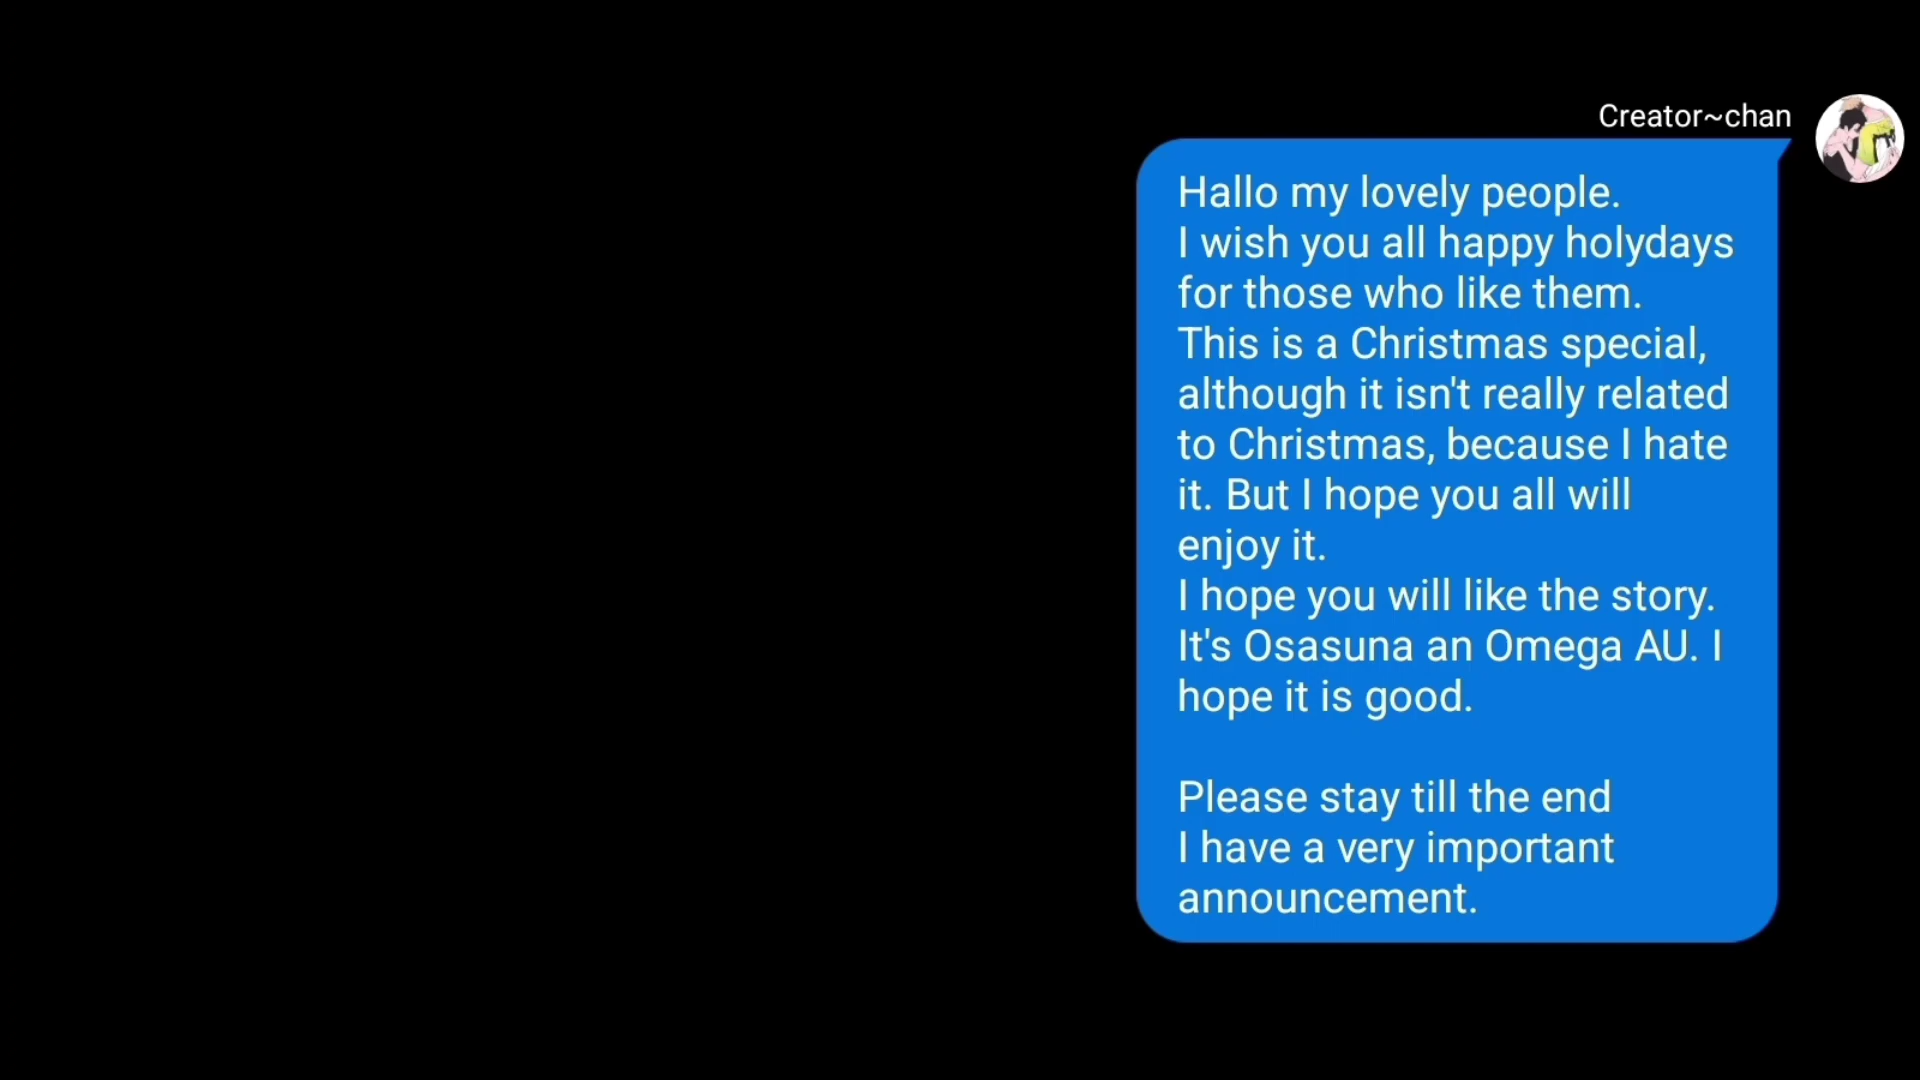 Creator~chan
Hallo my lovely people.
I wish you all happy holydays
for those who like them.
This is a Christmas special,
although it isn't really related
to Christmas, because I hate
it. But I hope you all will
enjoy it.
I hope you will like the story.
It's Osasuna an Omega AU. I
hope it is good.
Please stay till the end
I have a very important
announcement.